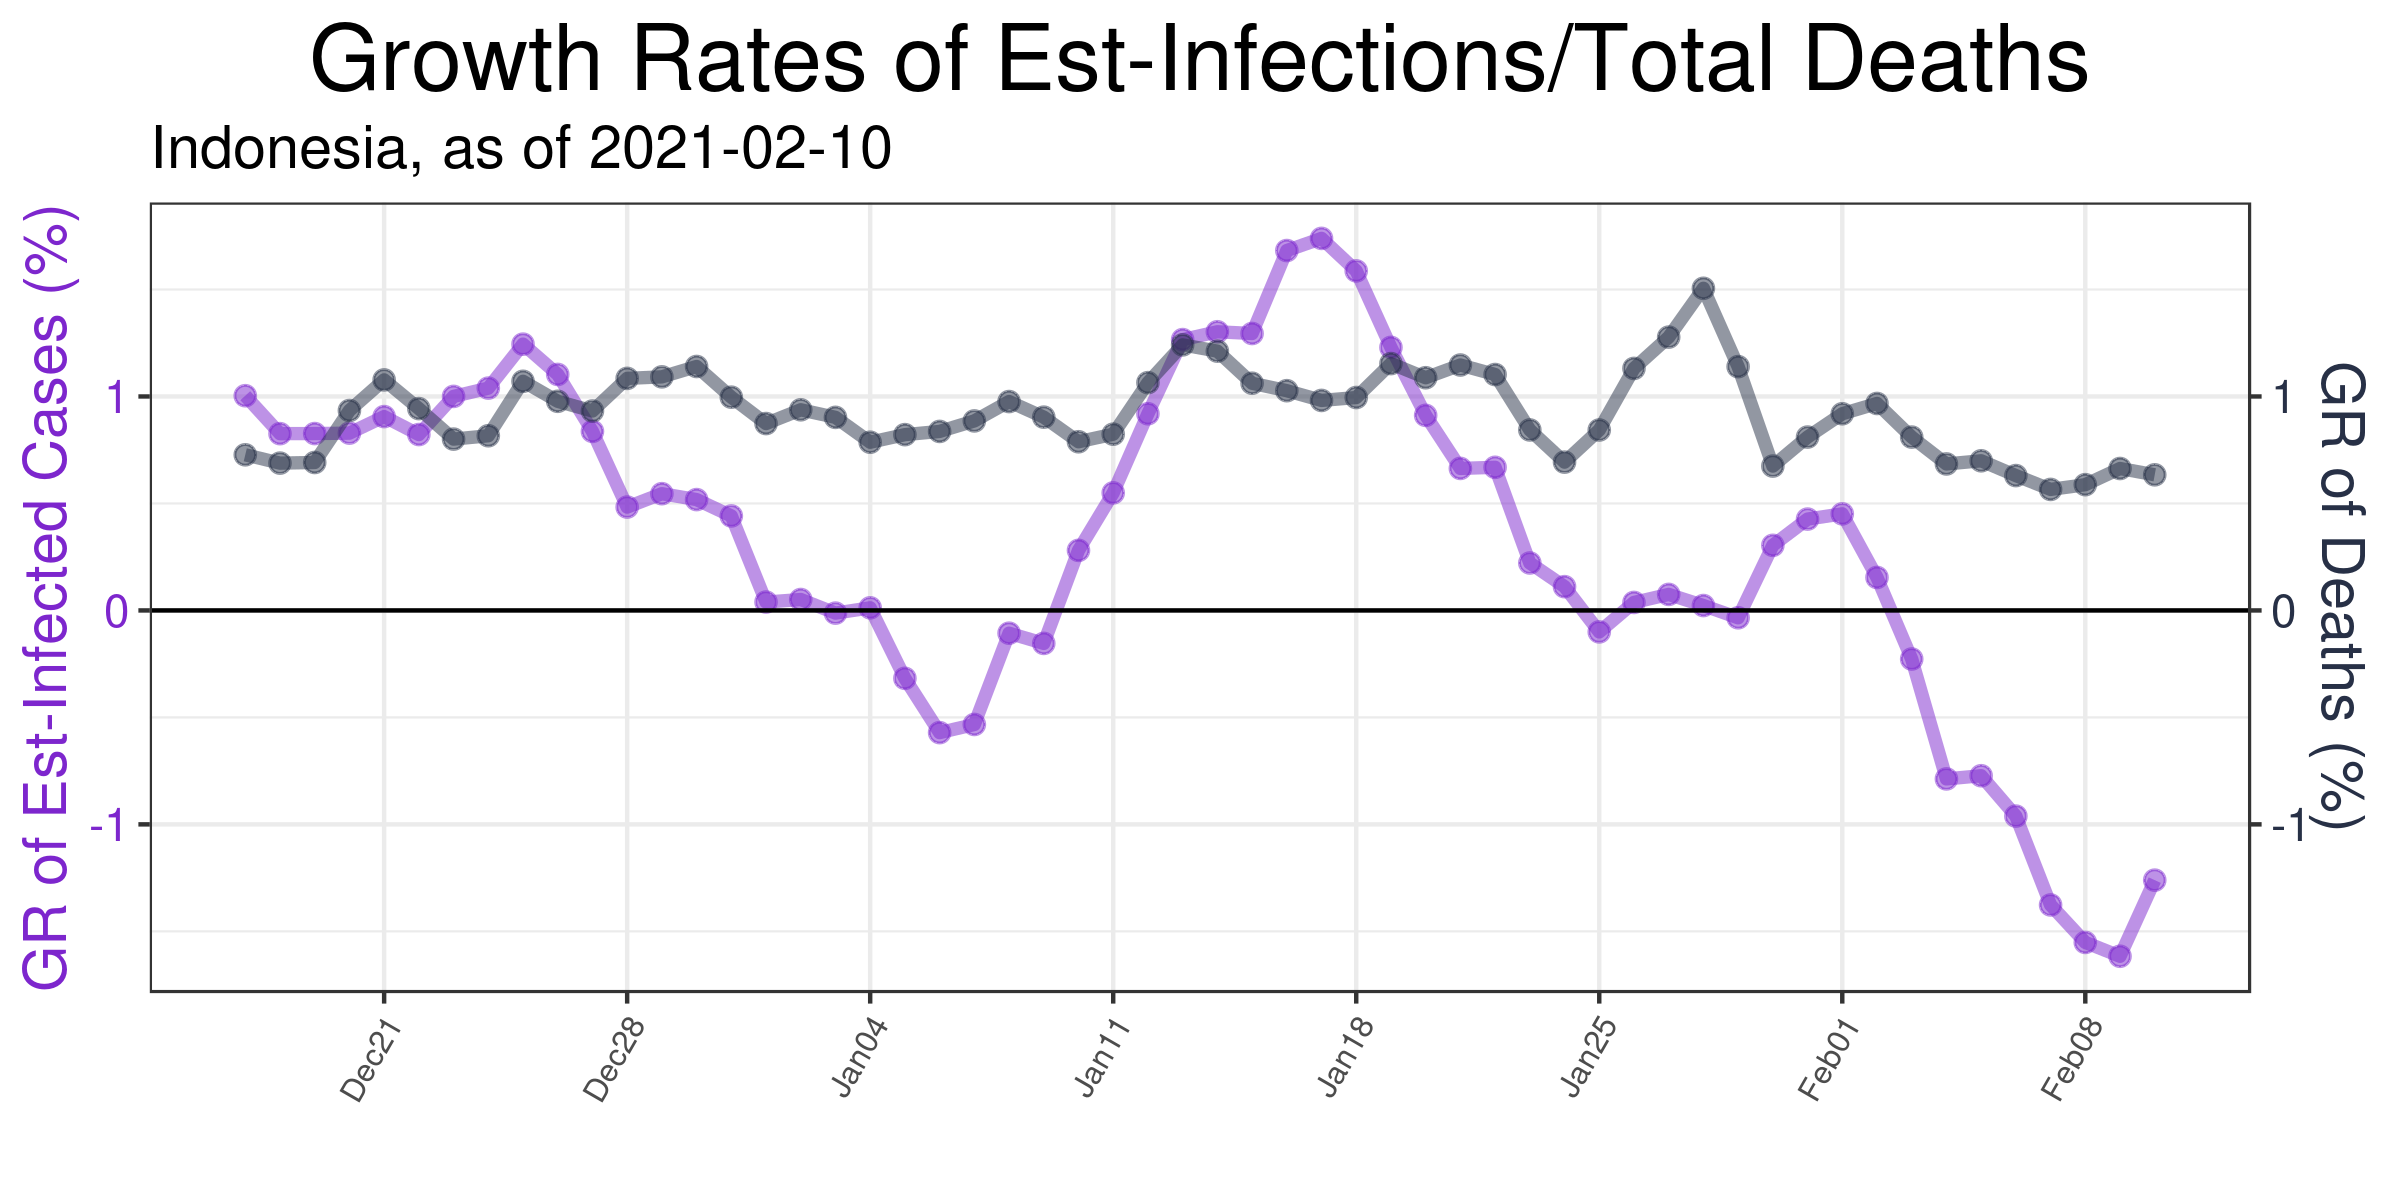 Growth Rates of Est-Infections/Total Deaths
Indonesia, as of 2021-02-10
GR of Est-Infected Cases (%)
1
0
-1
1
0
-1
GR of Deaths (%)
Dec21
Dec28
Jan04
Jan11
Jan18
Jan25
Feb01
Feb08